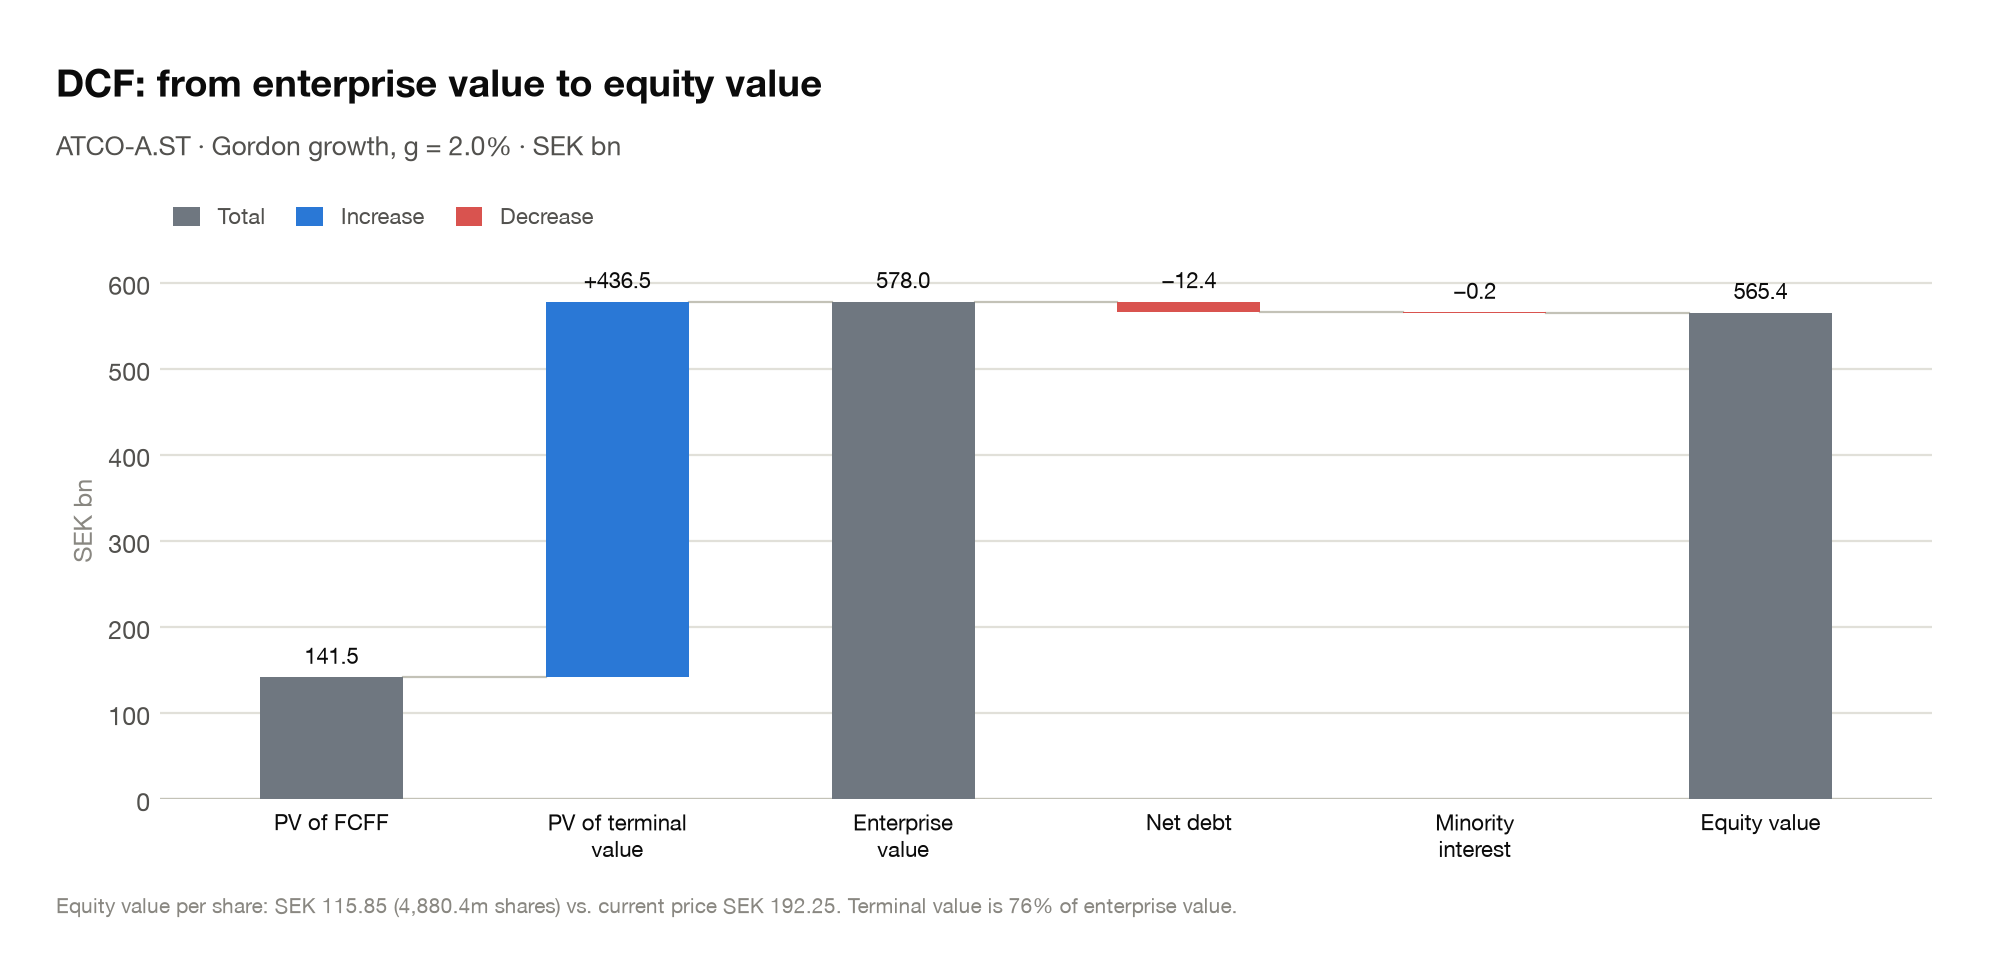 DCF: from enterprise value to equity value
ATCO-A.ST · Gordon growth, g = 2.0% · SEK bn
Total Increase Decrease
600
500
400
300
200
100
0
SEK bn
141.5
+436.5
578.0
−12.4
−0.2
565.4
PV of FCFF
PV of terminal
value
Enterprise
value
Net debt
Minority
interest
Equity value
Equity value per share: SEK 115.85 (4,880.4m shares) vs. current price SEK 192.25. Terminal value is 76% of enterprise value.